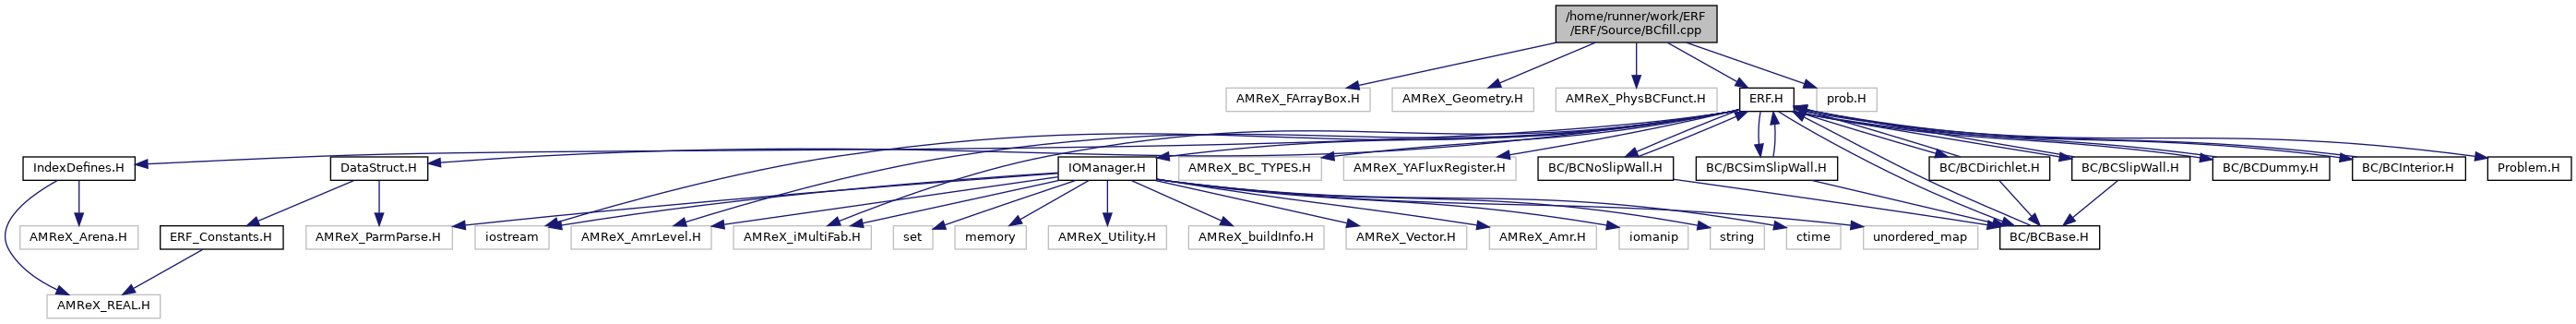 /home/runner/work/ERF
/ERF/Source/BCfill.cpp
AMReX_FArrayBox.H
AMReX_Geometry.H
AMReX_PhysBCFunct.H
ERF.H
prob.H
IndexDefines.H
DataStruct.H
IOManager.H
AMReX_BC_TYPES.H
AMReX_YAFluxRegister.H
BC/BCNoSlipWall.H
BC/BCSimSlipWall.H
BC/BCDirichlet.H
BC/BCSlipWall.H
BC/BCDummy.H
BC/BCInterior.H
Problem.H
AMReX_Arena.H
ERF_Constants.H
AMReX_ParmParse.H
iostream
AMReX_AmrLevel.H
AMReX_iMultiFab.H
set
memory
AMReX_Utility.H
AMReX_buildInfo.H
AMReX_Vector.H
AMReX_Amr.H
iomanip
string
ctime
unordered_map
BC/BCBase.H
AMReX_REAL.H